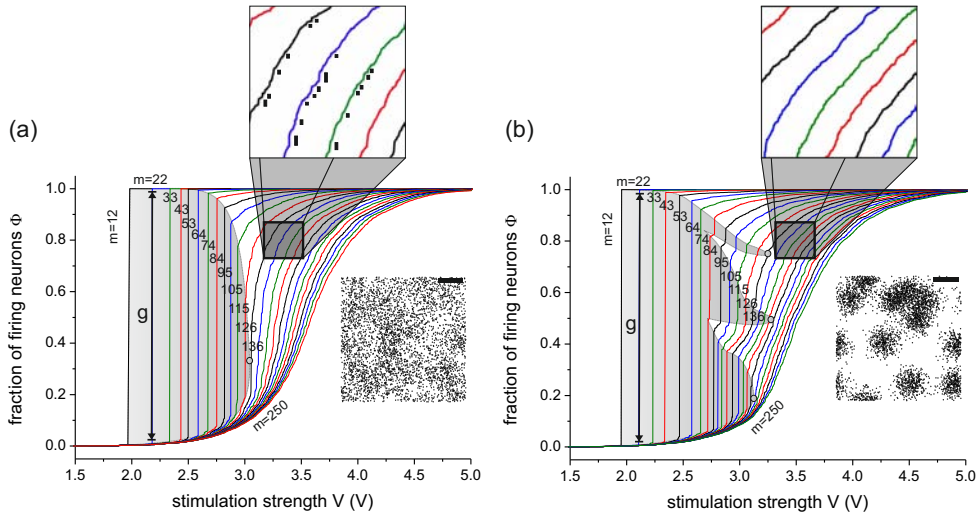 (a)
fraction of firing neurons Φ
1.0
0.8
0.6
0.4
0.2
0.0
m=22
m=12
33
43
53
64
74
84
95
105
115
126
136
g
m=250
1.5 2.0 2.5 3.0 3.5 4.0 4.5 5.0
stimulation strength V (V)
(b)
fraction of firing neurons Φ
1.0
0.8
0.6
0.4
0.2
0.0
m=22
m=12
33
43
53
64
74
84
95
105
115
126
136
g
m=250
1.5 2.0 2.5 3.0 3.5 4.0 4.5 5.0
stimulation strength V (V)